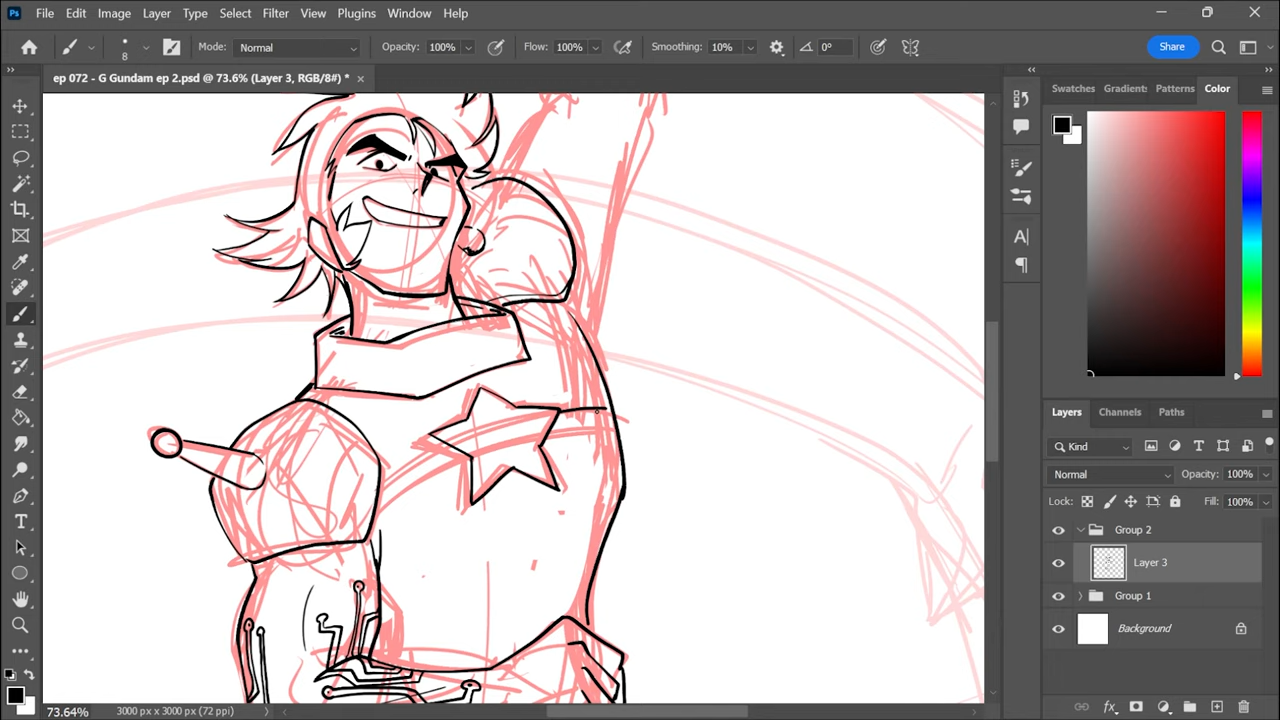 Ps File Edit Image Layer Type Select Filter View Plugins Window Help
8 Mode: Normal Opacity: 100% Flow: 100% Smoothing: 10% 0° Share
ep 072 - G Gundam ep 2.psd @ 73.6% (Layer 3, RGB/8#) *
Swatches Gradient: Patterns Color
Layers Channels Paths
Kind
Normal Opacity: 100%
Lock: Fill: 100%
Group 2
Layer 3
Group 1
Background
fx
73.64% 3000 px x 3000 px (72 ppi)